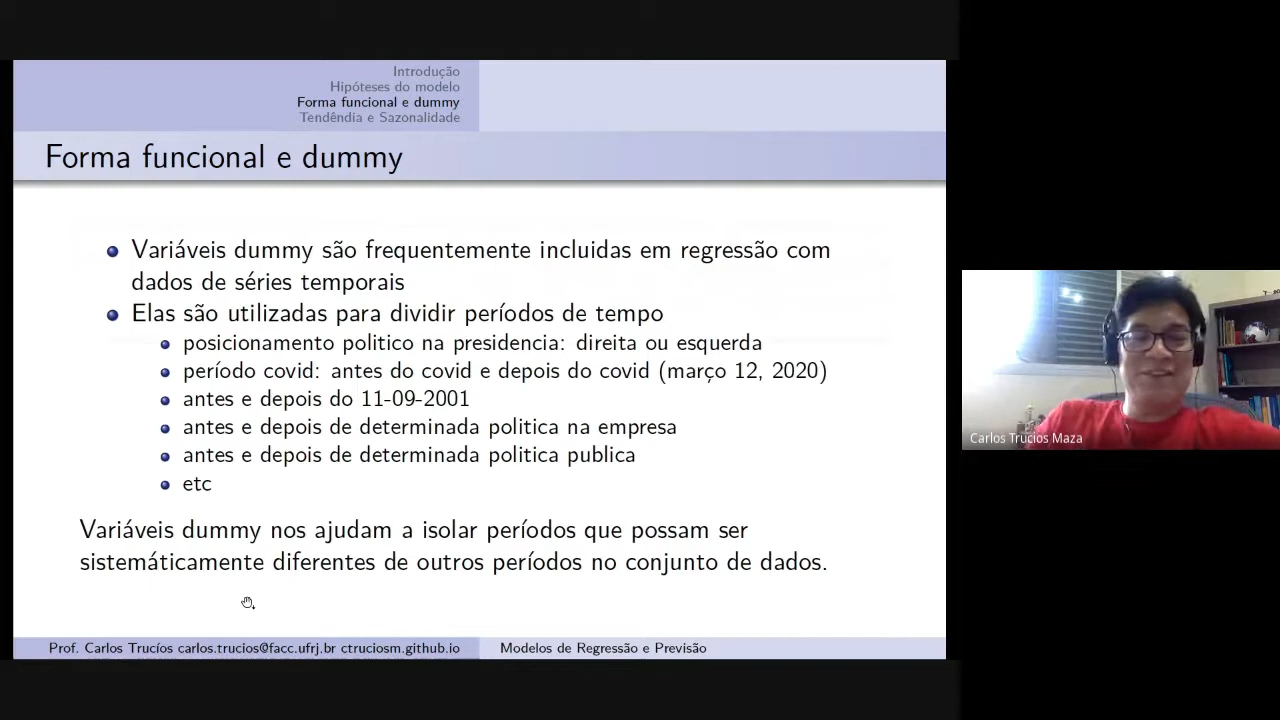 Introdução
Hipóteses do modelo
Forma funcional e dummy
Tendêndia e Sazonalidade
Forma funcional e dummy
Variáveis dummy são frequentemente incluidas em regressão com
dados de séries temporais
Elas são utilizadas para dividir períodos de tempo
posicionamento politico na presidencia: direita ou esquerda
período covid: antes do covid e depois do covid (março 12, 2020)
antes e depois do 11-09-2001
antes e depois de determinada politica na empresa
antes e depois de determinada politica publica
etc
Variáveis dummy nos ajudam a isolar períodos que possam ser
sistemáticamente diferentes de outros períodos no conjunto de dados.
Prof. Carlos Trucíos carlos.trucios@facc.ufrj.br ctruciosm.github.io
Modelos de Regressão e Previsão
Carlos Trucios Maza